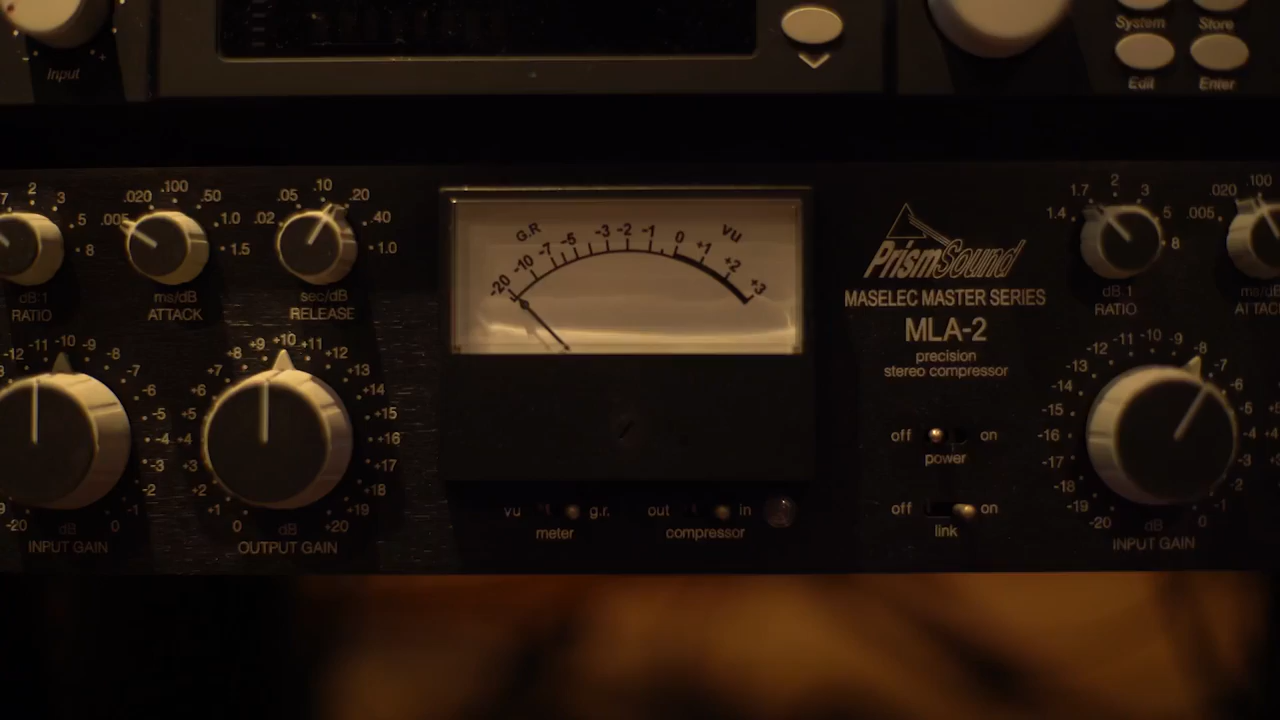 Input
System Store
Edit Enter
7 2 3 5 8
dB:1
RATIO
.005 .020 .100 .50 1.0 1.5
ms/dB
ATTACK
.02 .05 .10 .20 .40 1.0
sec/dB
RELEASE
-20 -12 -11 -10 -9 -7 -6 -5 -4 -3 -2 -1 0
dB
INPUT GAIN
0 +1 +2 +3 +4 +5 +6 +7 +8 +9 +10 +11 +12 +13 +14 +15 +16 +17 +18 +19 +20
dB
OUTPUT GAIN
G.R VU
-20 -10 -7 -5 -3 -2 -1 0 +1 +2 +3
vu g.r.
meter
out in
compressor
PrismSound
MASELEC MASTER SERIES
MLA-2
precision
stereo compressor
off on
power
off on
link
1.4 1.7 2 3 5 8
dB:1
RATIO
.005 .020 .100
ms/d
ATTAC
-20 -19 -18 -17 -16 -15 -14 -13 -12 -11 -10 -9 -8 -7 -6 -5 -4 -3 -2 -1 0
dB
INPUT GAIN